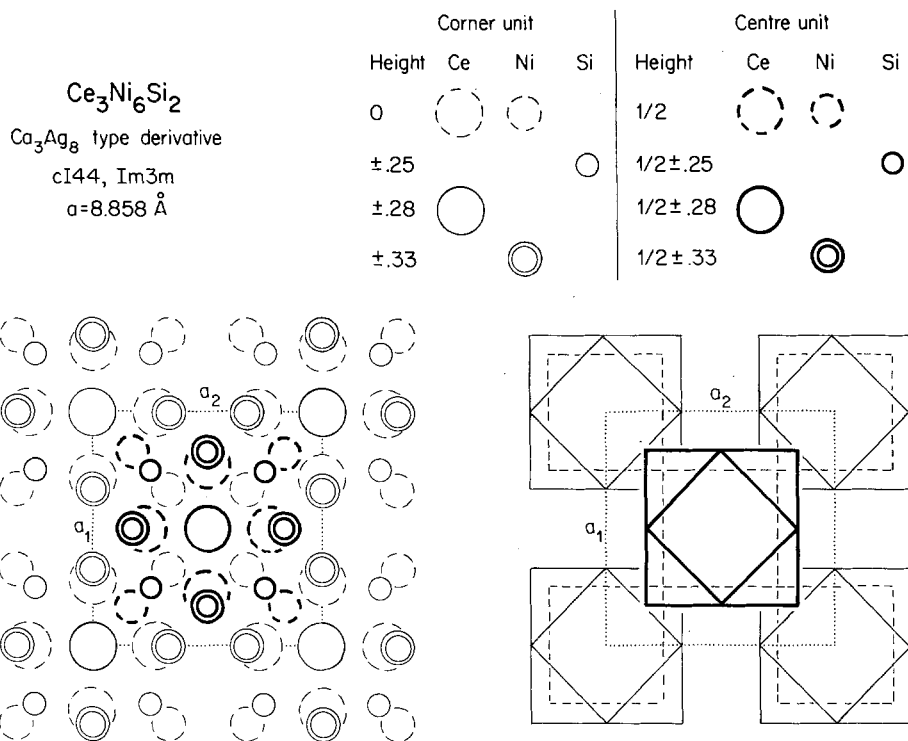 Ce₃Ni₆Si₂
Ca₃Ag₈ type derivative
cI44, Im3m
a=8.858 Å
Corner unit
Height Ce Ni Si
0
±.25
±.28
±.33
Centre unit
Height Ce Ni Si
1/2
1/2±.25
1/2±.28
1/2±.33
a₂
a₁
a₂
a₁